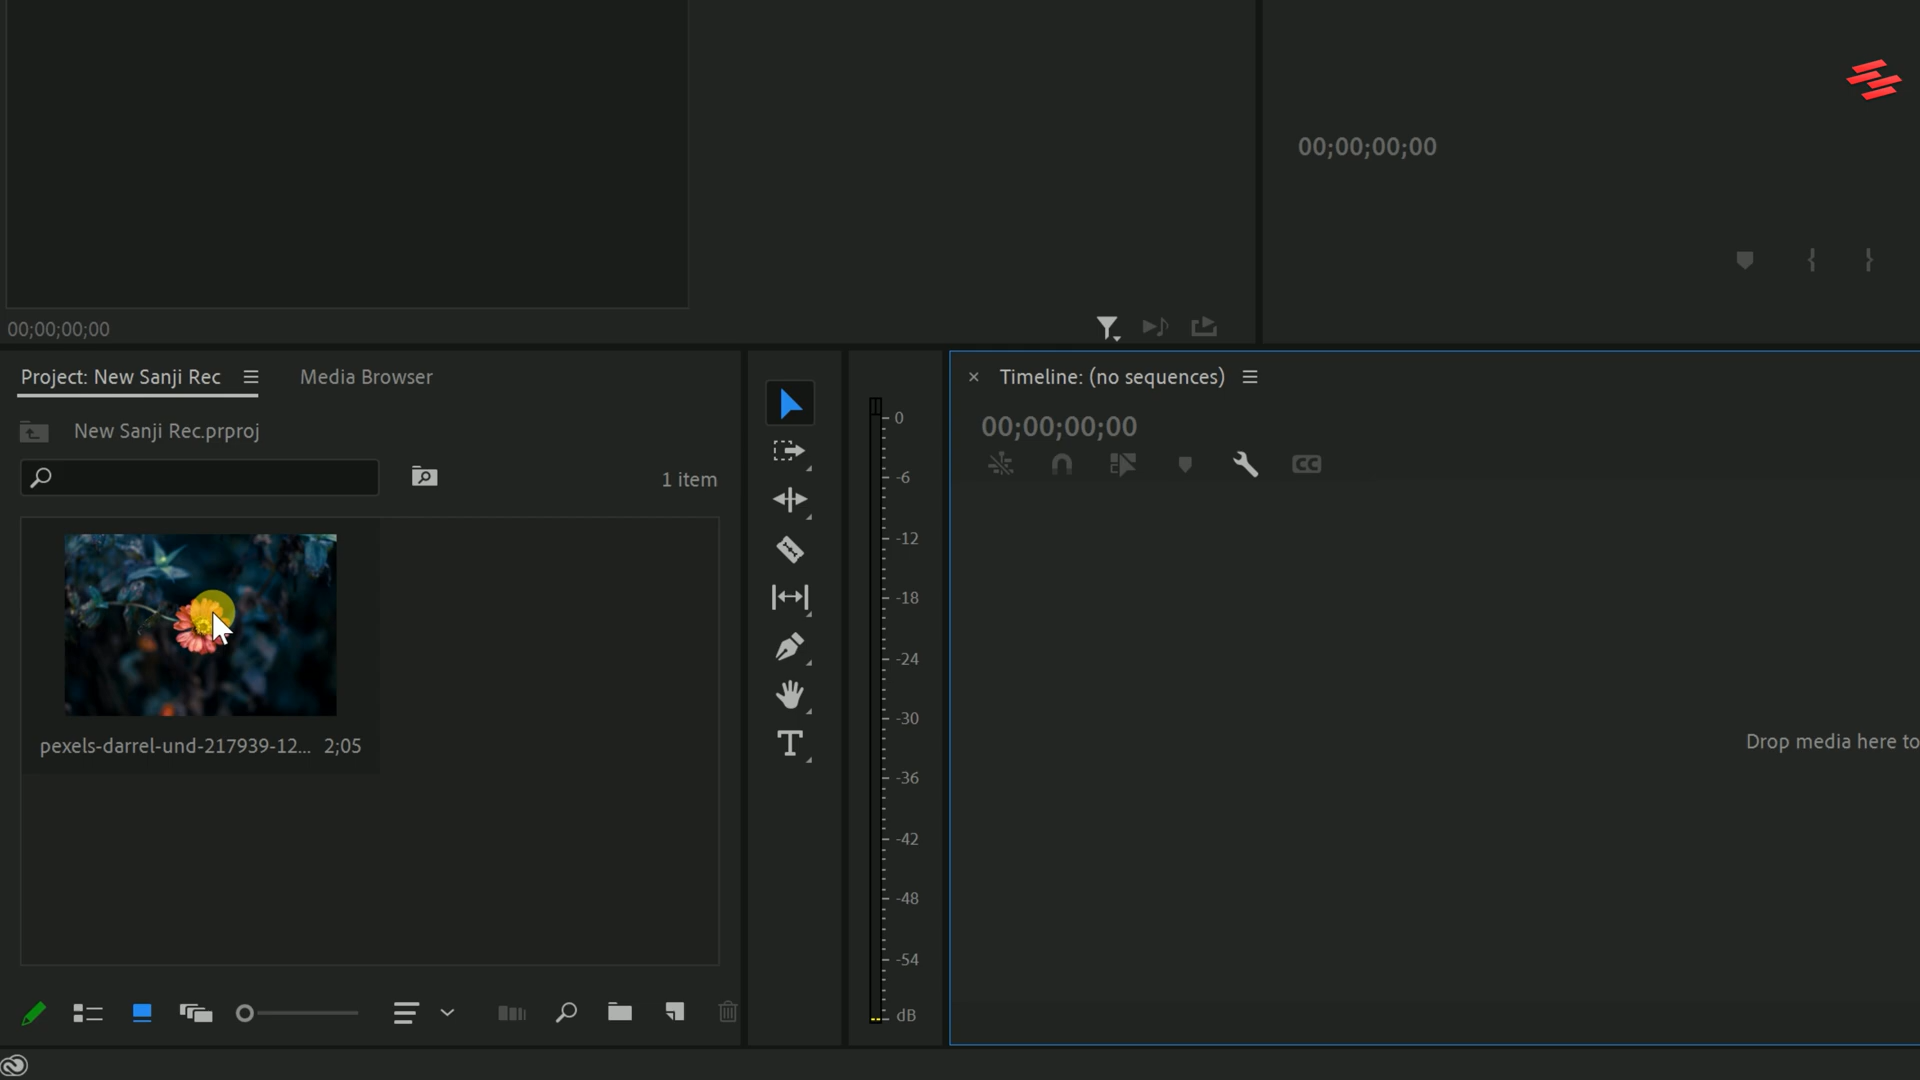 00;00;00;00
00;00;00;00
Project: New Sanji Rec
Media Browser
New Sanji Rec.prproj
1 item
pexels-darrel-und-217939-12... 2;05
0
-6
-12
-18
-24
-30
-36
-42
-48
-54
dB
× Timeline: (no sequences)
00;00;00;00
CC
Drop media here to